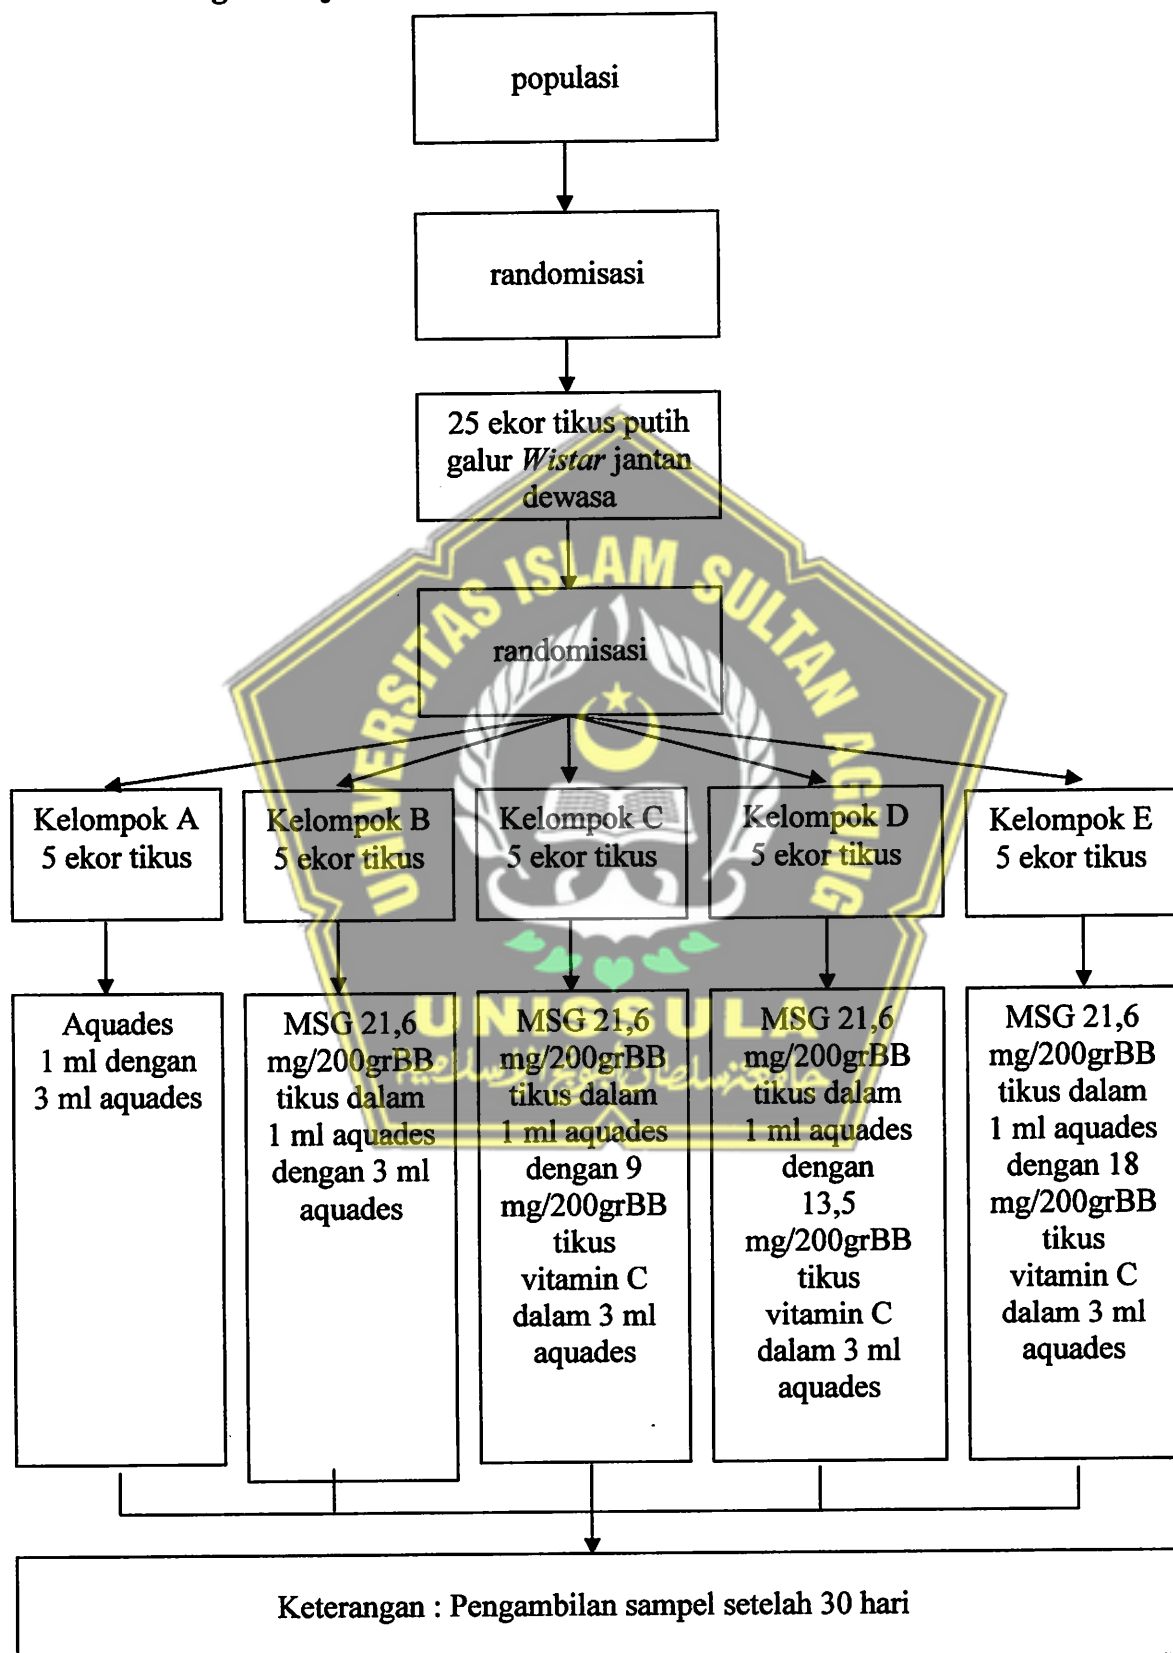 populasi
randomisasi
25 ekor tikus putih
galur Wistar jantan
dewasa
randomisasi
UNIVERSITAS ISLAM SULTAN AGUNG
Kelompok A
5 ekor tikus
Kelompok B
5 ekor tikus
Kelompok C
5 ekor tikus
Kelompok D
5 ekor tikus
Kelompok E
5 ekor tikus
Aquades
1 ml dengan
3 ml aquades
MSG 21,6
mg/200grBB
tikus dalam
1 ml aquades
dengan 3 ml
aquades
MSG 21,6
mg/200grBB
tikus dalam
1 ml aquades
dengan 9
mg/200grBB
tikus
vitamin C
dalam 3 ml
aquades
MSG 21,6
mg/200grBB
tikus dalam
1 ml aquades
dengan
13,5
mg/200grBB
tikus
vitamin C
dalam 3 ml
aquades
MSG 21,6
mg/200grBB
tikus dalam
1 ml aquades
dengan 18
mg/200grBB
tikus
vitamin C
dalam 3 ml
aquades
UNISSULA
Keterangan : Pengambilan sampel setelah 30 hari